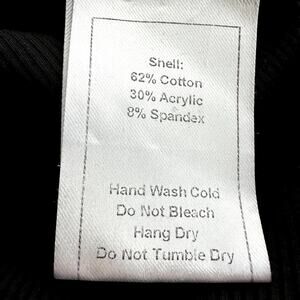 Shell:
62% Cotton
30% Acrylic
8% Spandex
Hand Wash Cold
Do Not Bleach
Hang Dry
Do Not Tumble Dry